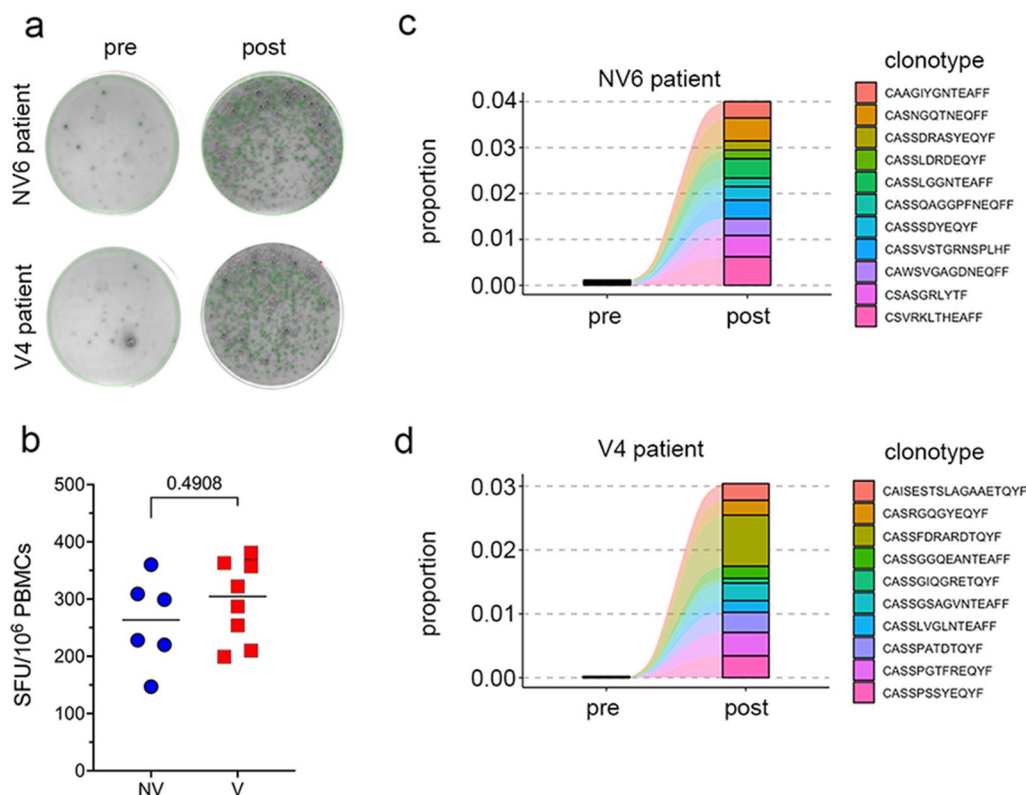 a
pre post
NV6 patient
V4 patient
b
0.4908
500
400
300
200
100
0
SFU/10⁶ PBMCs
NV V
c
NV6 patient
0.04
0.03
0.02
0.01
0.00
proportion
pre post
clonotype
CAAGIYGNTEAFF
CASNGQTNEQFF
CASSDRASYEQYF
CASSLDRDEQYF
CASSLGGNTEAFF
CASSQAGGPFNEQFF
CASSSDYEQYF
CASSVSTGRNSPLHF
CAWSVGAGDNEQFF
CSASGRLYTF
CSVRKLTHEAFF
d
V4 patient
0.03
0.02
0.01
0.00
proportion
pre post
clonotype
CAISESTSLAGAAETQYF
CASRGQGYEQYF
CASSFDRARDTQYF
CASSGGQEANTEAFF
CASSGIQGRETQYF
CASSGSAGVNTEAFF
CASSLVGLNTEAFF
CASSPATDTQYF
CASSPGTFREQYF
CASSPSSYEQYF